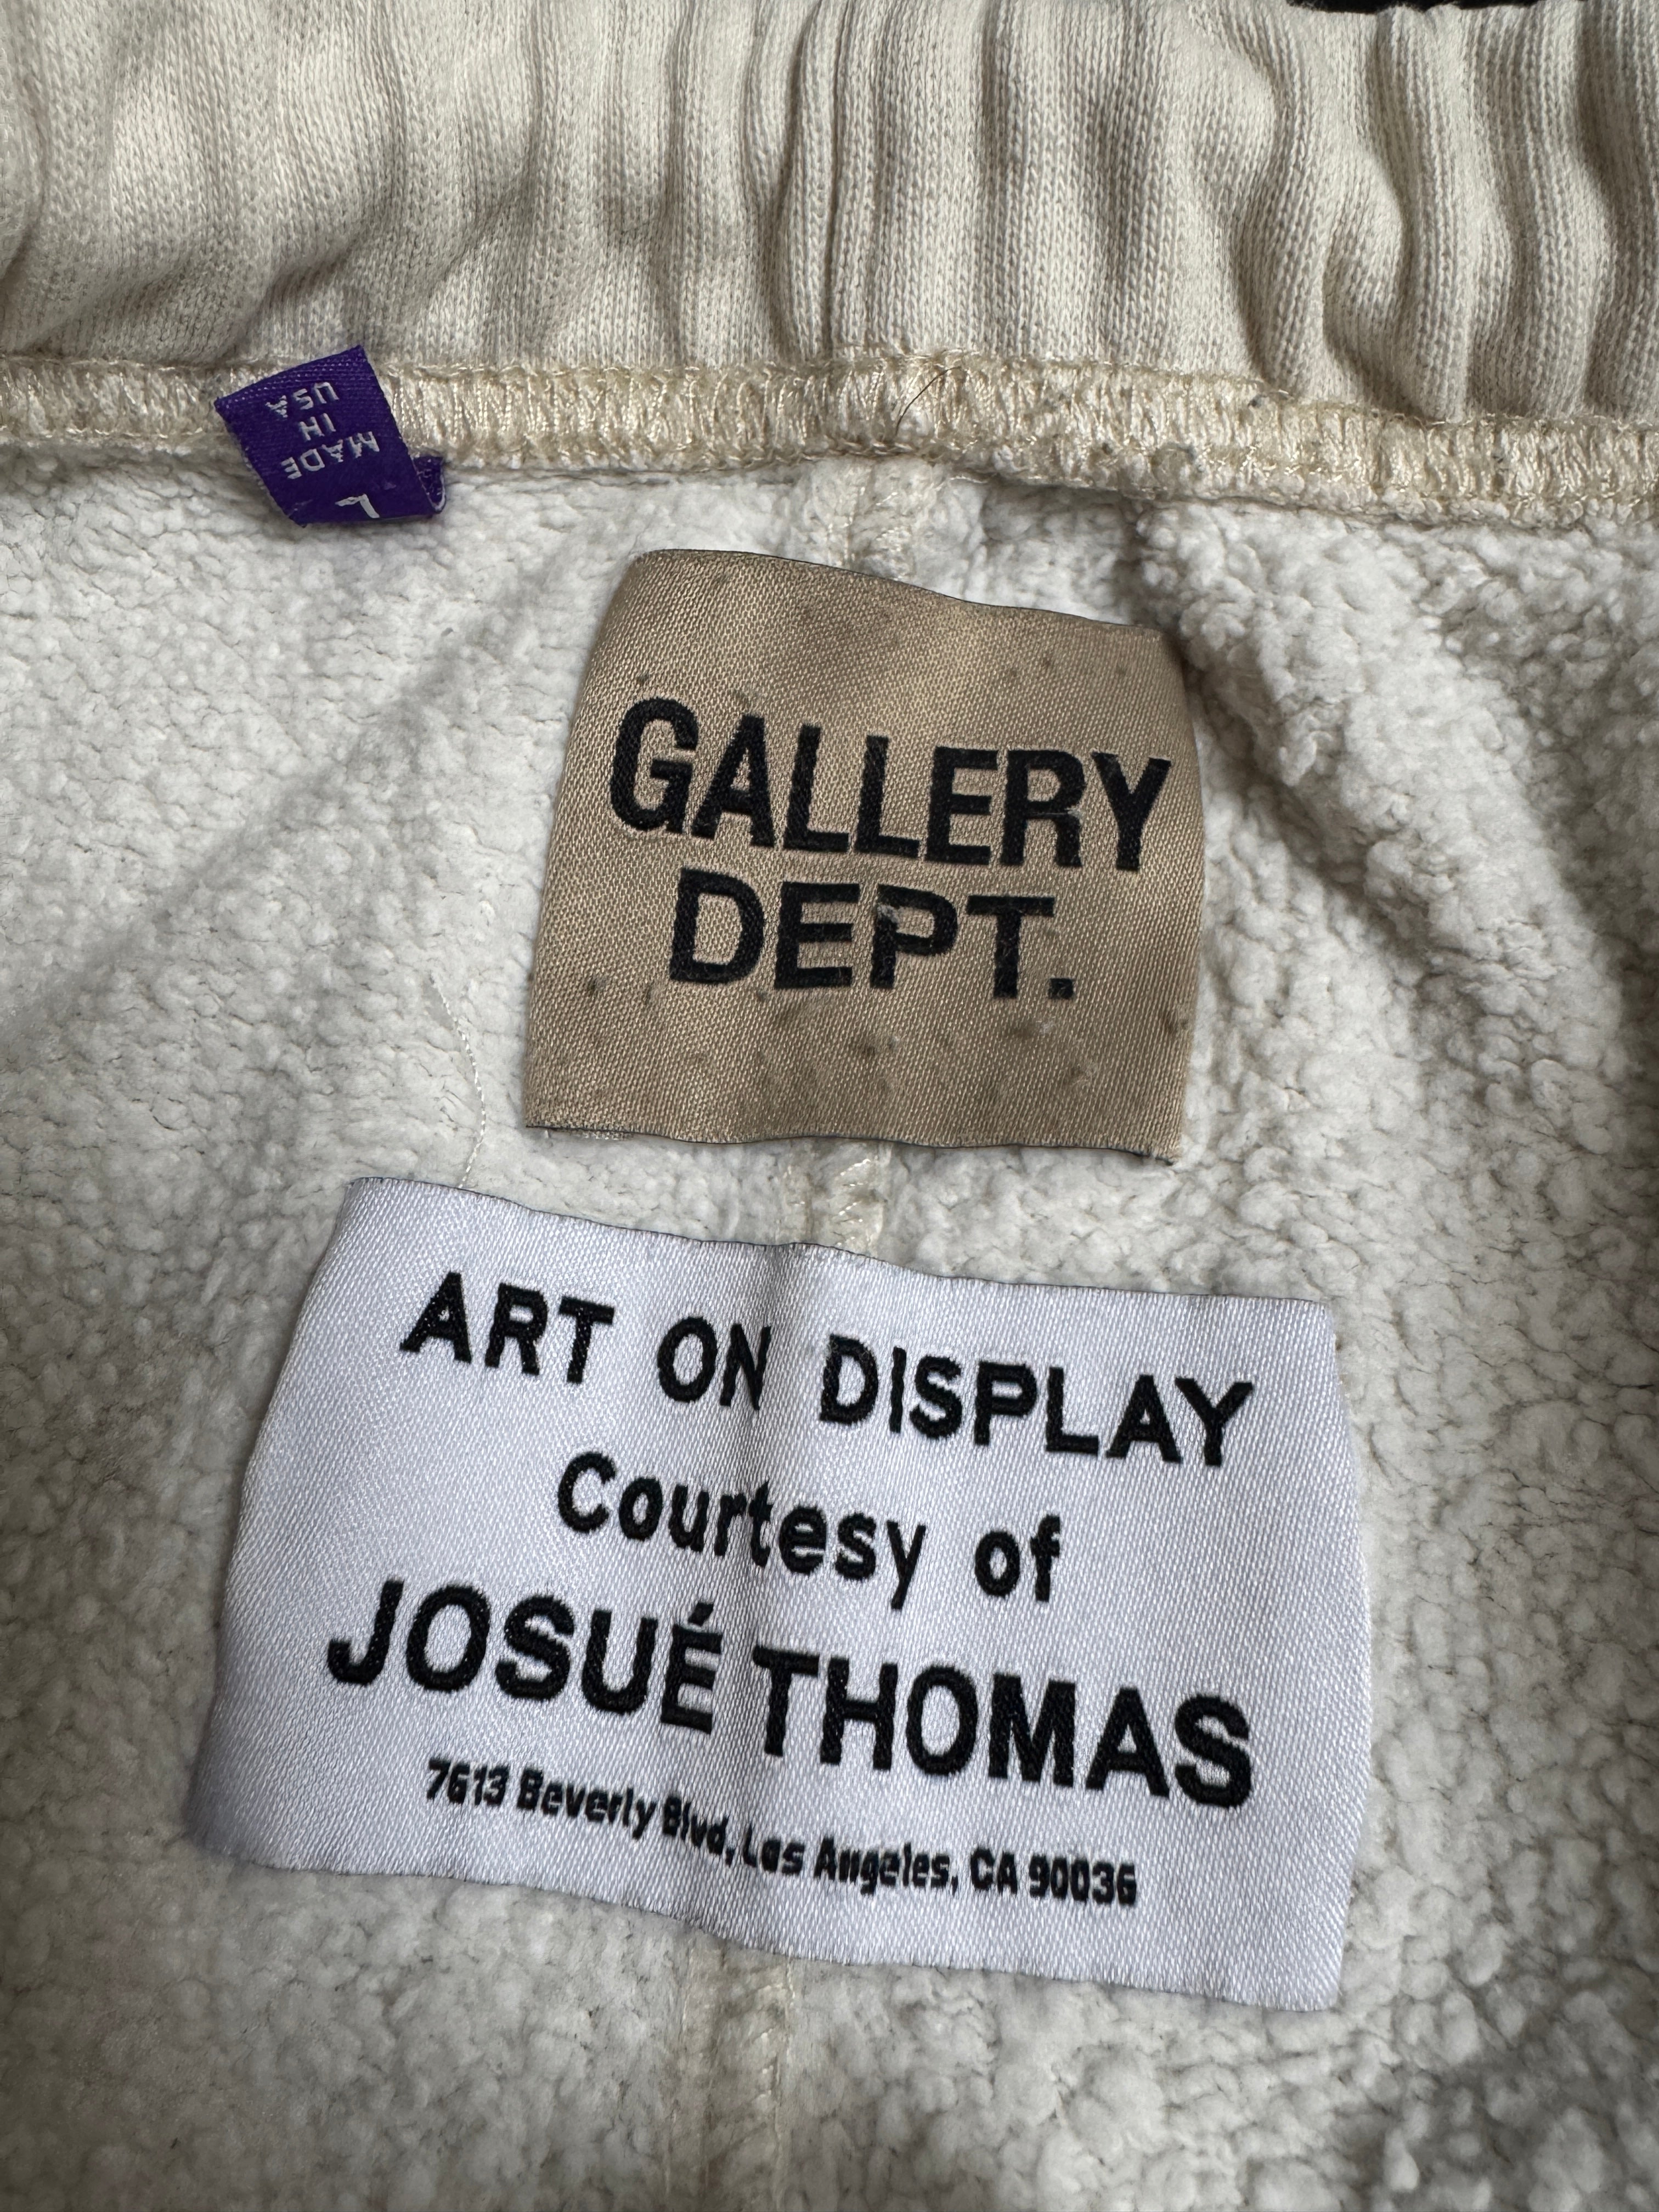 L
MADE
IN
USA
GALLERY
DEPT.
ART ON DISPLAY
Courtesy of
JOSUÉ THOMAS
7613 Beverly Blvd, Los Angeles, CA 90036